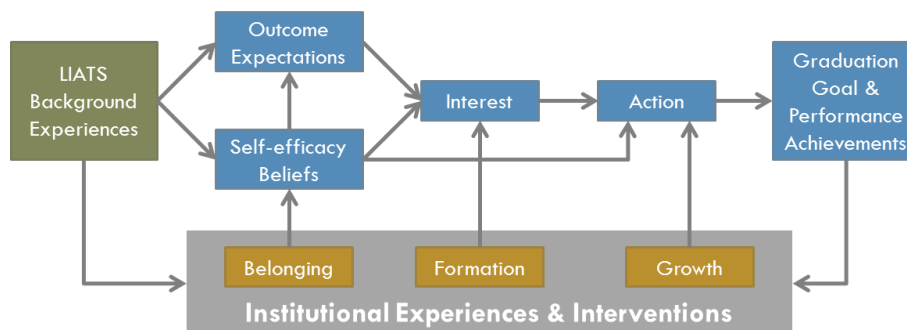 LIATS
Background
Experiences
Outcome
Expectations
Self-efficacy
Beliefs
Interest
Action
Graduation
Goal &
Performance
Achievements
Belonging
Formation
Growth
Institutional Experiences & Interventions